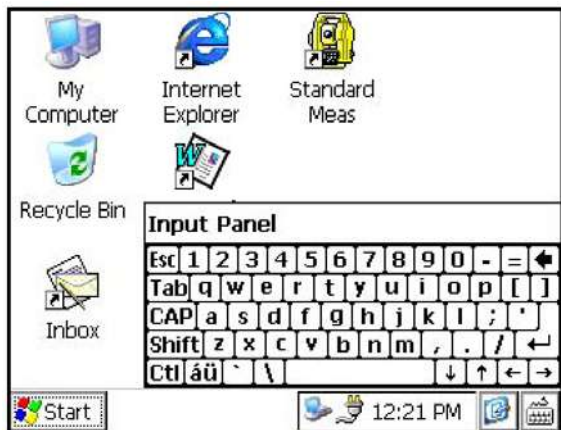 My Computer
Internet Explorer
Standard Meas
Recycle Bin
Inbox
Input Panel
Esc 1 2 3 4 5 6 7 8 9 0 - =
Tab q w e r t y u i o p [ ]
CAP a s d f g h j k l ; '
Shift z x c v b n m , . /
Ctl áü ` \
Start
12:21 PM